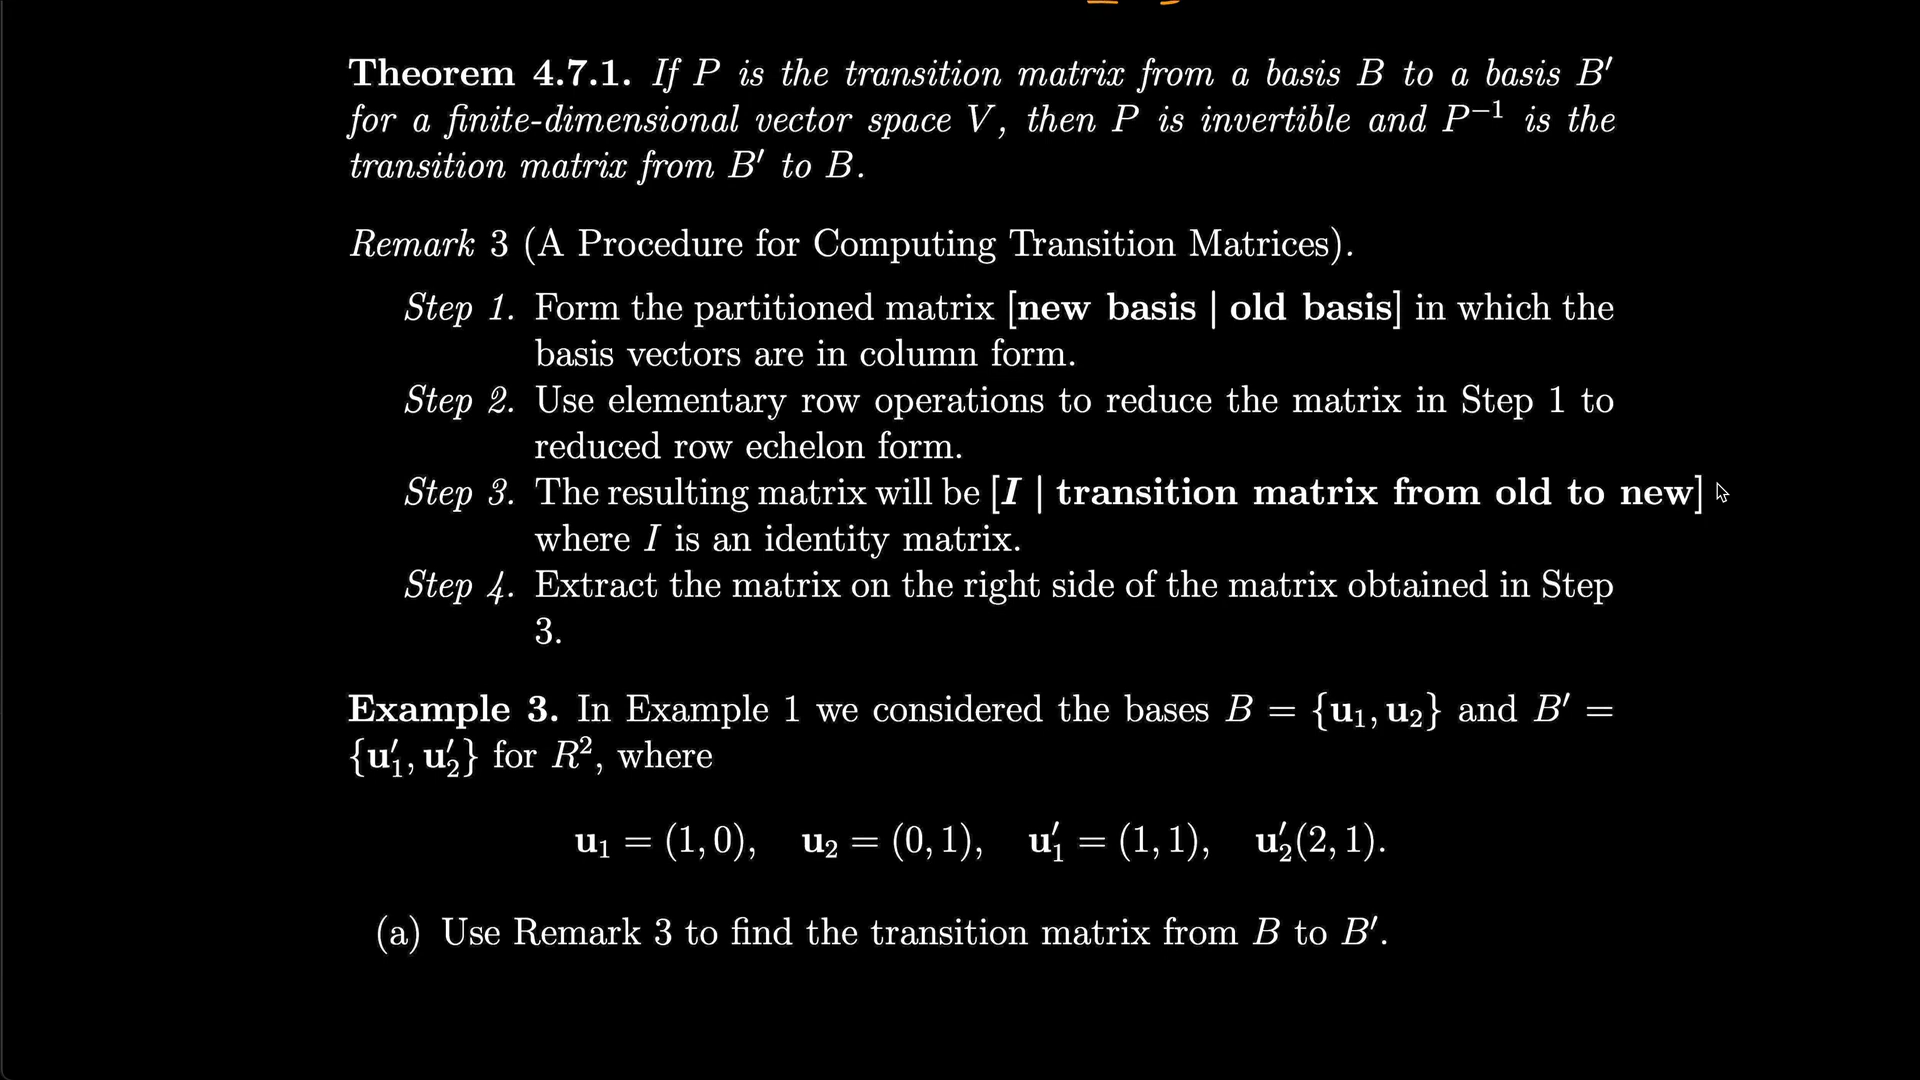 Theorem 4.7.1. If P is the transition matrix from a basis B to a basis B′
for a finite-dimensional vector space V, then P is invertible and P⁻¹ is the
transition matrix from B′ to B.
Remark 3 (A Procedure for Computing Transition Matrices).
Step 1. Form the partitioned matrix [new basis | old basis] in which the
basis vectors are in column form.
Step 2. Use elementary row operations to reduce the matrix in Step 1 to
reduced row echelon form.
Step 3. The resulting matrix will be [I | transition matrix from old to new]
where I is an identity matrix.
Step 4. Extract the matrix on the right side of the matrix obtained in Step
3.
Example 3. In Example 1 we considered the bases B = {u₁, u₂} and B′ =
{u′₁, u′₂} for R², where
u₁ = (1, 0), u₂ = (0, 1), u′₁ = (1, 1), u′₂(2, 1).
(a) Use Remark 3 to find the transition matrix from B to B′.